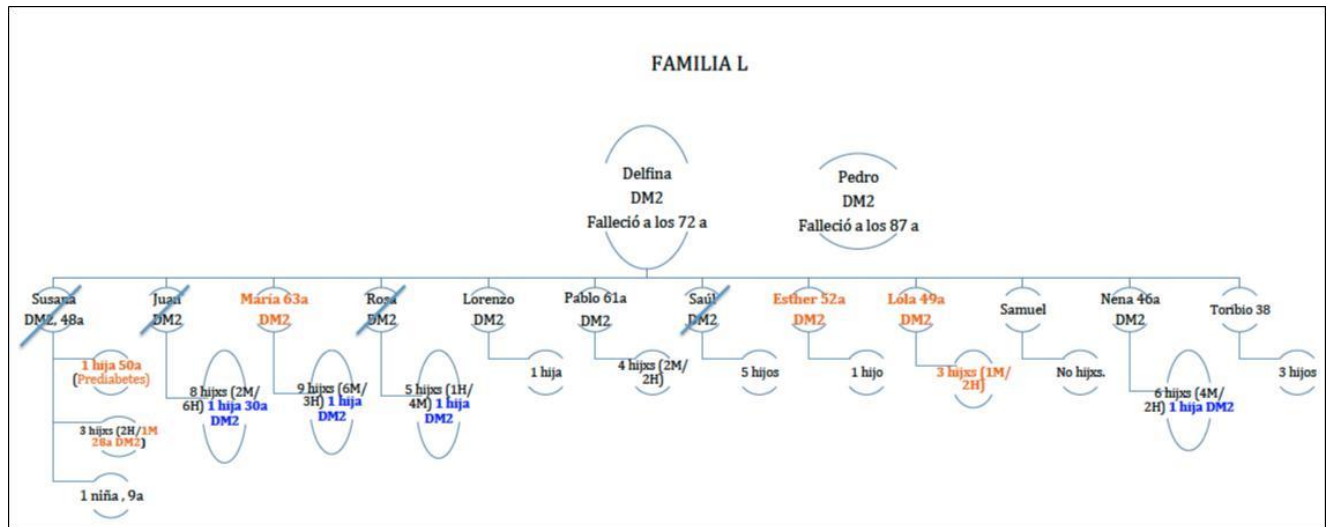 FAMILIA L
Delfina
DM2
Falleció a los 72 a
Pedro
DM2
Falleció a los 87 a
Susana
DM2, 48a
Juan
DM2
María 63a
DM2
Rosa
DM2
Lorenzo
DM2
Pablo 61a
DM2
Saúl
DM2
Esther 52a
DM2
Lola 49a
DM2
Samuel
Nena 46a
DM2
Toribio 38
1 hija 50a
(Prediabetes)
3 hijxs (2H/1M
28a DM2)
1 niña , 9a
8 hijxs (2M/
6H) 1 hija 30a
DM2
9 hijxs (6M/
3H) 1 hija
DM2
5 hijxs (1H/
4M) 1 hija
DM2
1 hija
4 hijxs (2M/
2H)
5 hijos
1 hijo
3 hijxs (1M/
2H)
No hijxs.
6 hijxs (4M/
2H) 1 hija DM2
3 hijos